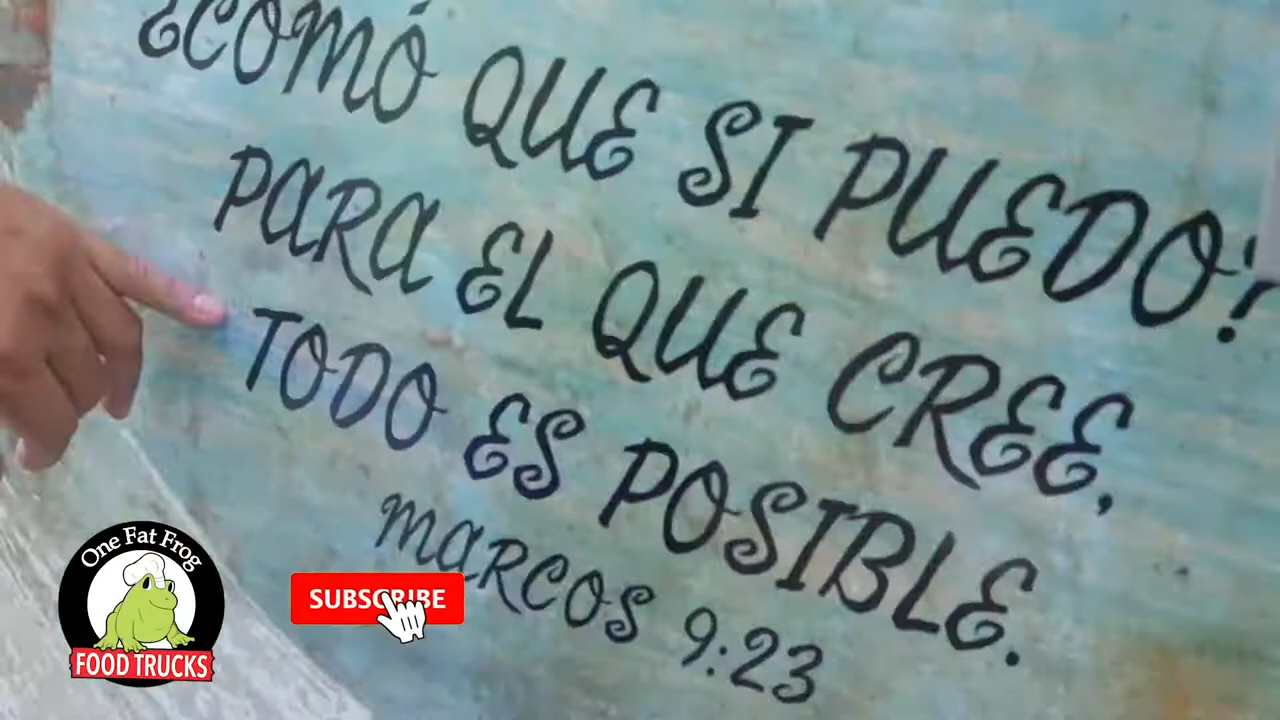 ¿COMÓ QUE SI PUEDO?
PARA EL QUE CREE,
TODO ES POSIBLE.
MARCOS 9:23
One Fat Frog
FOOD TRUCKS
SUBSCRIBE